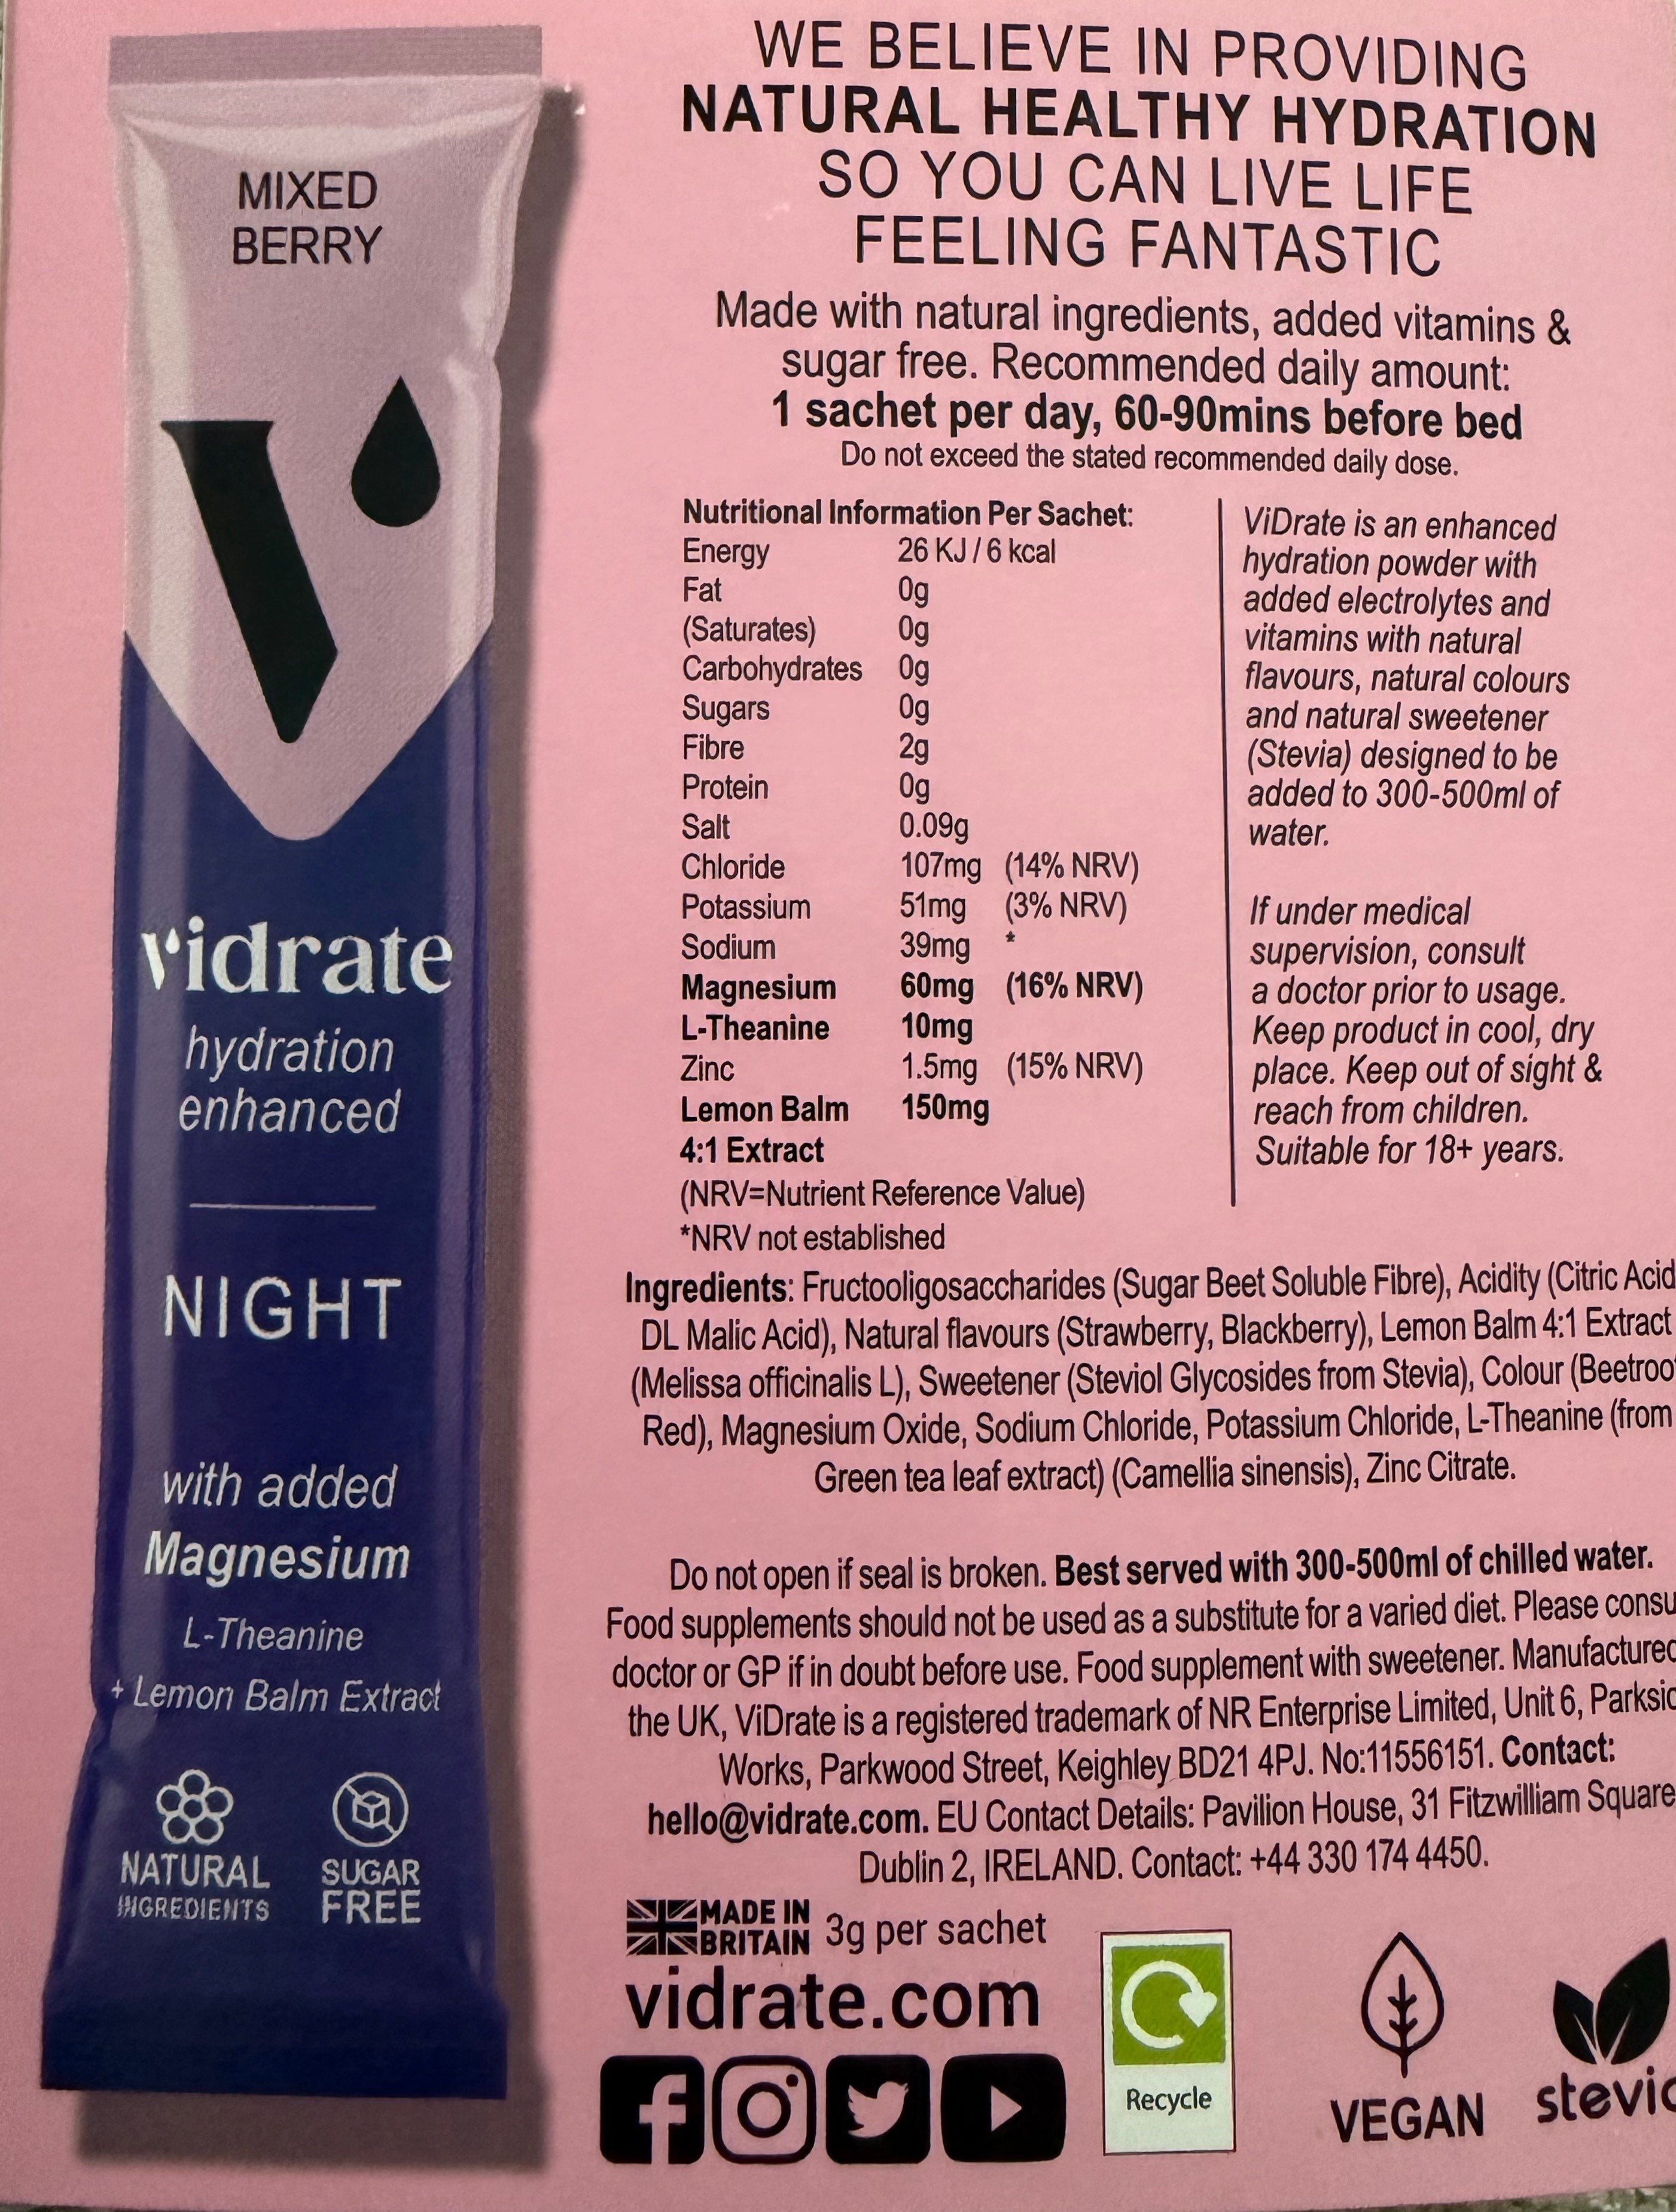 MIXED
BERRY
vidrate
hydration
enhanced
NIGHT
with added
Magnesium
L-Theanine
+ Lemon Balm Extract
NATURAL
INGREDIENTS
SUGAR
FREE
WE BELIEVE IN PROVIDING
NATURAL HEALTHY HYDRATION
SO YOU CAN LIVE LIFE
FEELING FANTASTIC
Made with natural ingredients, added vitamins &
sugar free. Recommended daily amount:
1 sachet per day, 60-90mins before bed
Do not exceed the stated recommended daily dose.
Nutritional Information Per Sachet:
Energy 26 KJ / 6 kcal
Fat 0g
(Saturates) 0g
Carbohydrates 0g
Sugars 0g
Fibre 2g
Protein 0g
Salt 0.09g
Chloride 107mg (14% NRV)
Potassium 51mg (3% NRV)
Sodium 39mg *
Magnesium 60mg (16% NRV)
L-Theanine 10mg
Zinc 1.5mg (15% NRV)
Lemon Balm 150mg
4:1 Extract
(NRV=Nutrient Reference Value)
*NRV not established
ViDrate is an enhanced
hydration powder with
added electrolytes and
vitamins with natural
flavours, natural colours
and natural sweetener
(Stevia) designed to be
added to 300-500ml of
water.
If under medical
supervision, consult
a doctor prior to usage.
Keep product in cool, dry
place. Keep out of sight &
reach from children.
Suitable for 18+ years.
Ingredients: Fructooligosaccharides (Sugar Beet Soluble Fibre), Acidity (Citric Acid
DL Malic Acid), Natural flavours (Strawberry, Blackberry), Lemon Balm 4:1 Extract
(Melissa officinalis L), Sweetener (Steviol Glycosides from Stevia), Colour (Beetroo
Red), Magnesium Oxide, Sodium Chloride, Potassium Chloride, L-Theanine (from
Green tea leaf extract) (Camellia sinensis), Zinc Citrate.
Do not open if seal is broken. Best served with 300-500ml of chilled water.
Food supplements should not be used as a substitute for a varied diet. Please consu
doctor or GP if in doubt before use. Food supplement with sweetener. Manufactured
the UK, ViDrate is a registered trademark of NR Enterprise Limited, Unit 6, Parksid
Works, Parkwood Street, Keighley BD21 4PJ. No:11556151. Contact:
hello@vidrate.com. EU Contact Details: Pavilion House, 31 Fitzwilliam Square
Dublin 2, IRELAND. Contact: +44 330 174 4450.
MADE IN
BRITAIN
3g per sachet
vidrate.com
Recycle
VEGAN
stevi